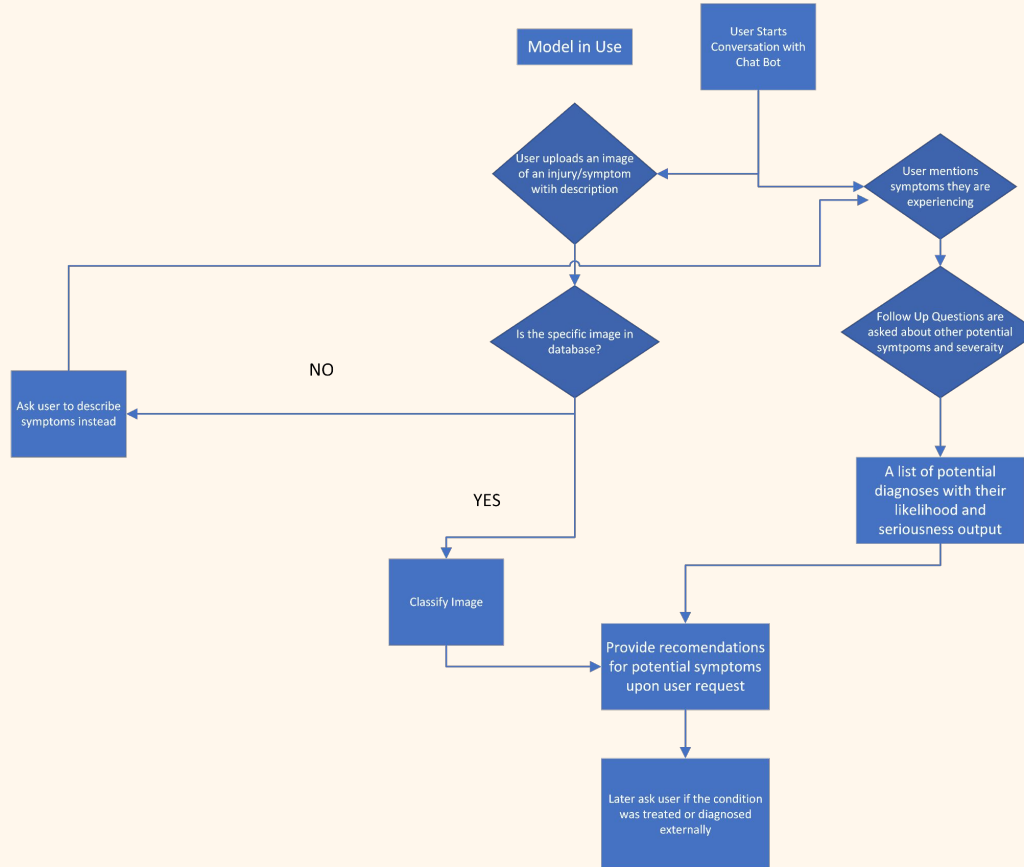 Model in Use
User Starts
Conversation with
Chat Bot
User uploads an image
of an injury/symptom
witih description
User mentions
symptoms they are
experiencing
Is the specific image in
database?
Follow Up Questions are
asked about other potential
symtpoms and severaity
NO
Ask user to describe
symptoms instead
YES
A list of potential
diagnoses with their
likelihood and
seriousness output
Classify Image
Provide recomendations
for potential symptoms
upon user request
Later ask user if the condition
was treated or diagnosed
externally